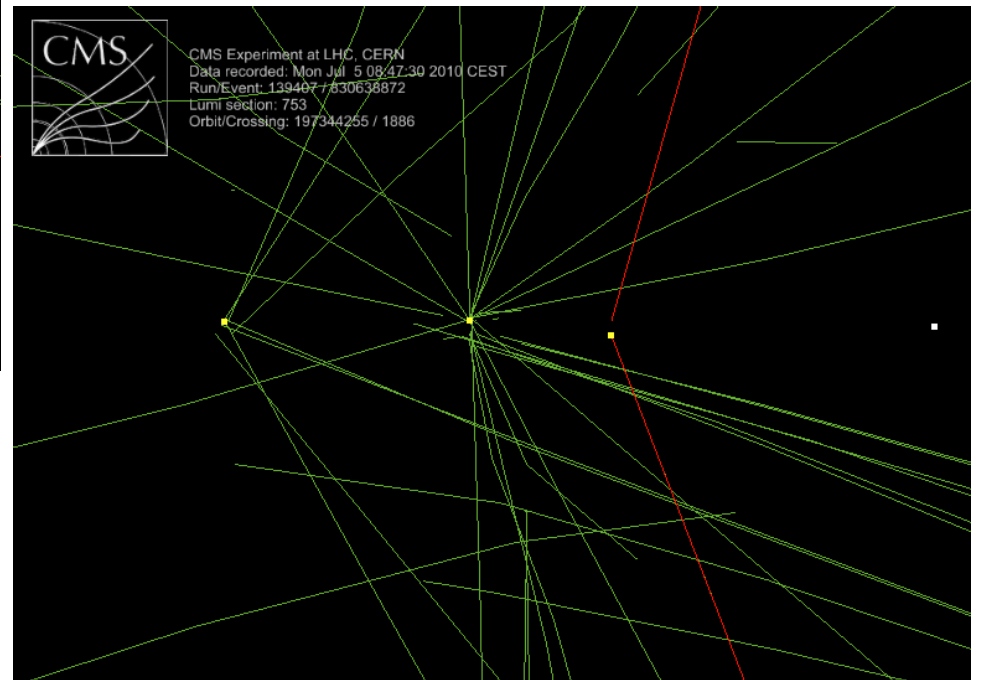 CMS
CMS Experiment at LHC, CERN
Data recorded: Mon Jul 5 08:47:30 2010 CEST
Run/Event: 139407 / 830638872
Lumi section: 753
Orbit/Crossing: 197344255 / 1886